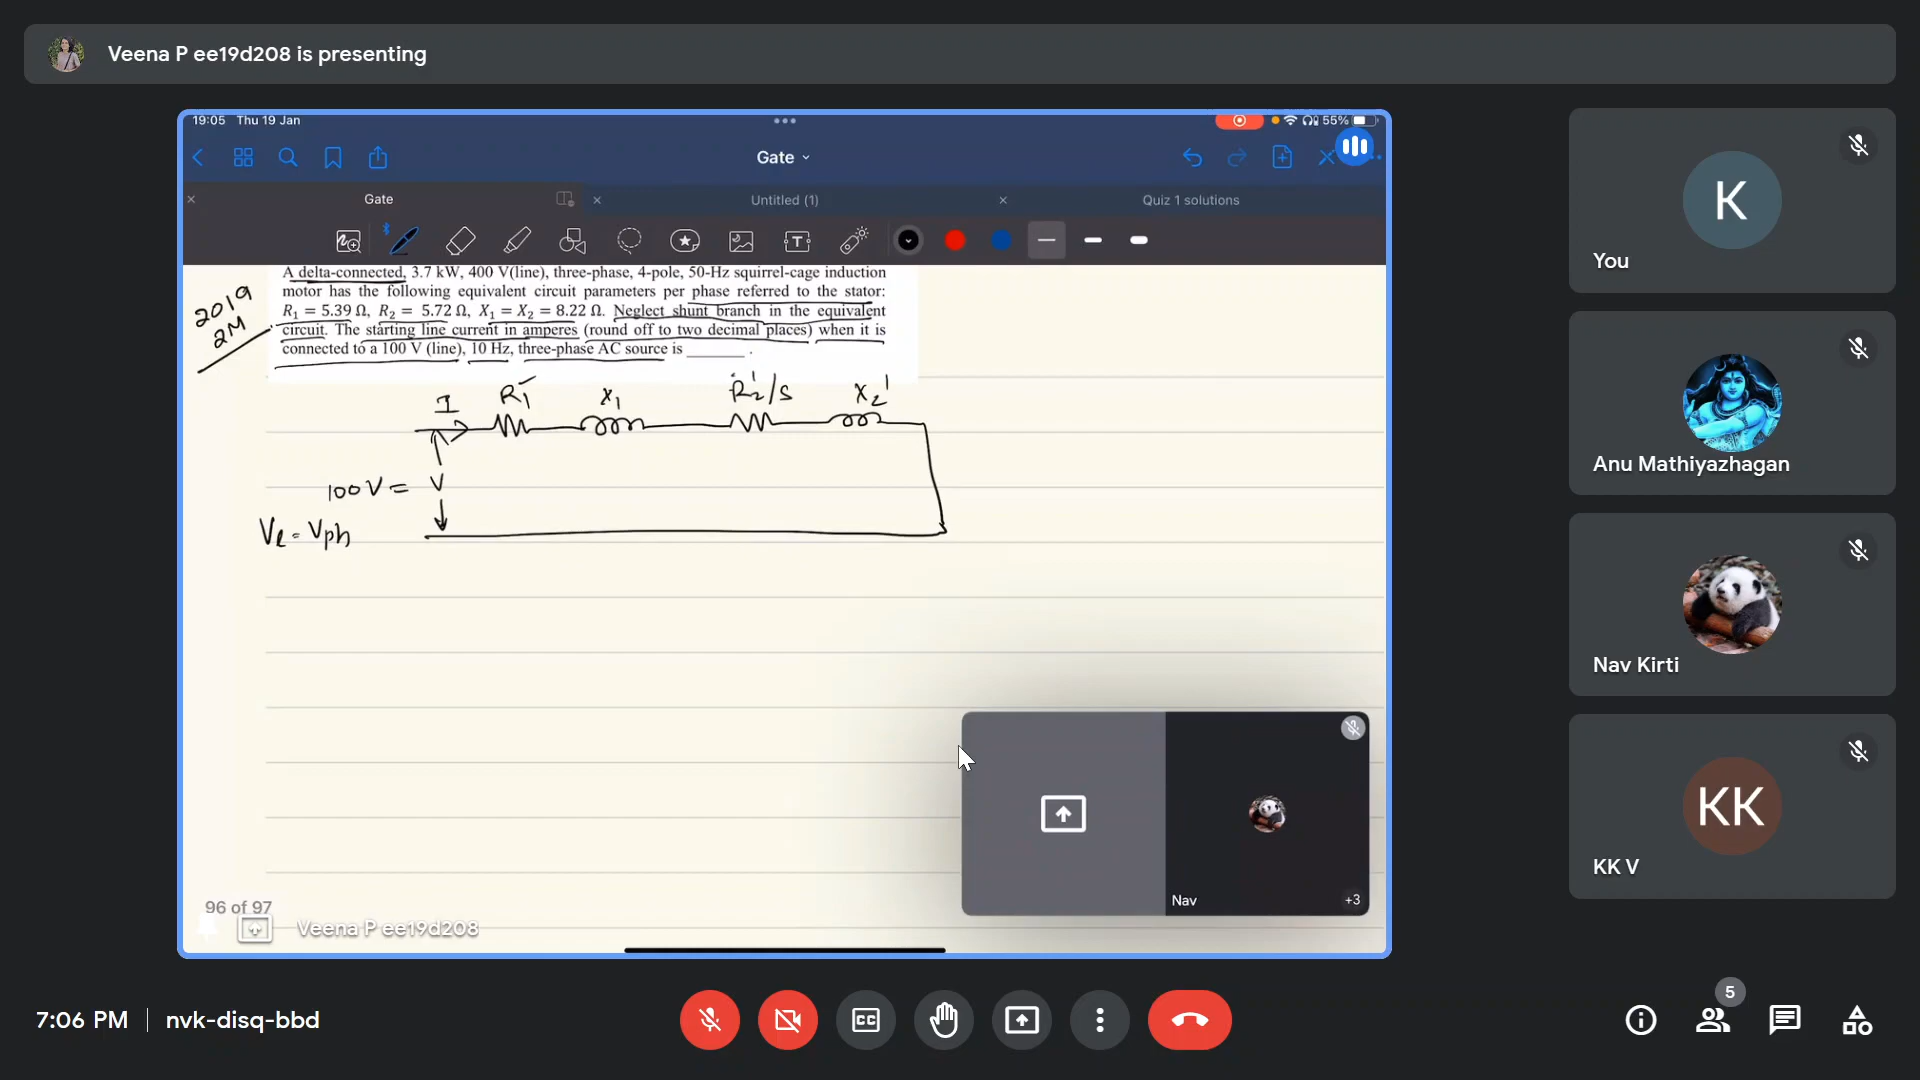 Veena P ee19d208 is presenting
19:05 Thu 19 Jan
55%
Gate
Gate
Untitled (1)
Quiz 1 solutions
2019
2M
A delta-connected, 3.7 kW, 400 V(line), three-phase, 4-pole, 50-Hz squirrel-cage induction
motor has the following equivalent circuit parameters per phase referred to the stator:
R₁ = 5.39 Ω, R₂ = 5.72 Ω, X₁ = X₂ = 8.22 Ω. Neglect shunt branch in the equivalent
circuit. The starting line current in amperes (round off to two decimal places) when it is
connected to a 100 V (line), 10 Hz, three-phase AC source is _______ .
I R₁ X₁ R₂'/s X₂'
100V = V
Vℓ = Vph
Nav
+3
96 of 97
Veena P ee19d208
K
You
Anu Mathiyazhagan
Nav Kirti
KK
KK V
7:06 PM | nvk-disq-bbd
CC
5